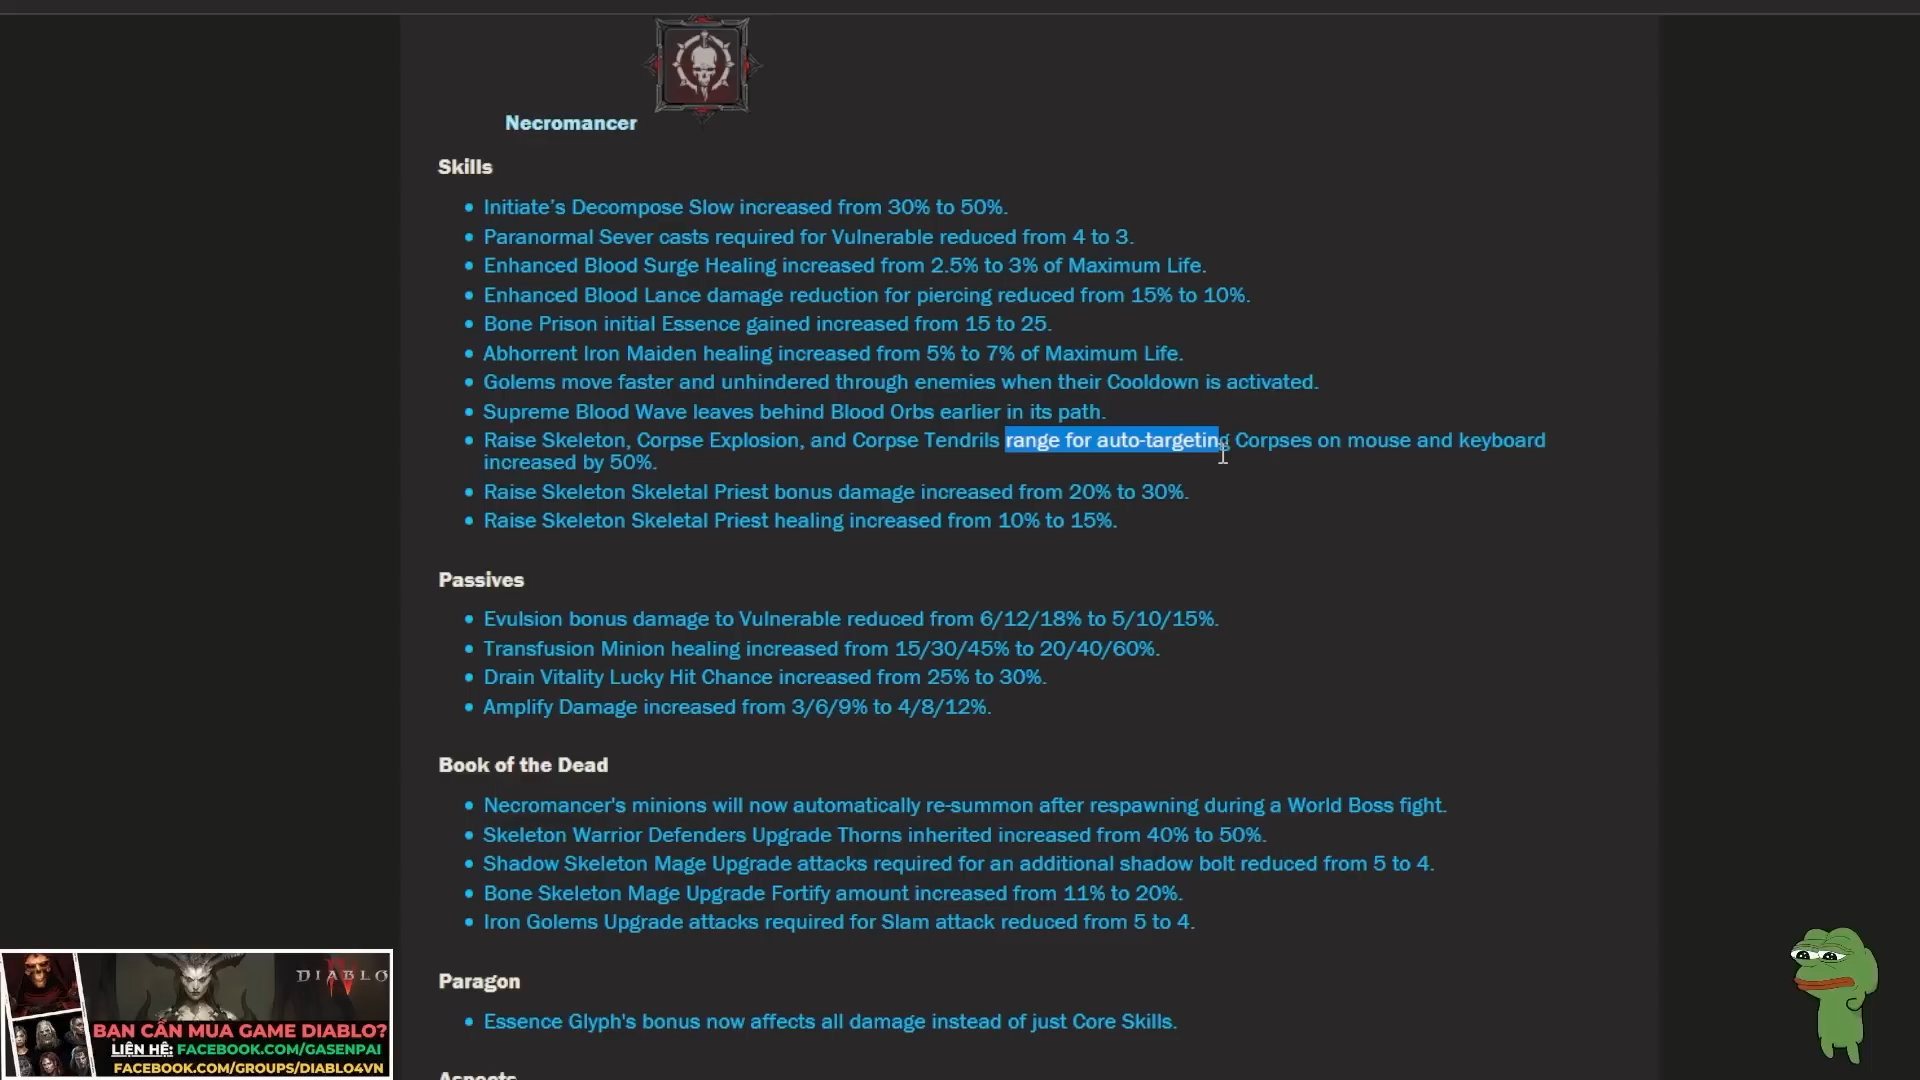 Necromancer
Skills
Initiate’s Decompose Slow increased from 30% to 50%.
Paranormal Sever casts required for Vulnerable reduced from 4 to 3.
Enhanced Blood Surge Healing increased from 2.5% to 3% of Maximum Life.
Enhanced Blood Lance damage reduction for piercing reduced from 15% to 10%.
Bone Prison initial Essence gained increased from 15 to 25.
Abhorrent Iron Maiden healing increased from 5% to 7% of Maximum Life.
Golems move faster and unhindered through enemies when their Cooldown is activated.
Supreme Blood Wave leaves behind Blood Orbs earlier in its path.
Raise Skeleton, Corpse Explosion, and Corpse Tendrils range for auto-targeting Corpses on mouse and keyboard
increased by 50%.
Raise Skeleton Skeletal Priest bonus damage increased from 20% to 30%.
Raise Skeleton Skeletal Priest healing increased from 10% to 15%.
Passives
Evulsion bonus damage to Vulnerable reduced from 6/12/18% to 5/10/15%.
Transfusion Minion healing increased from 15/30/45% to 20/40/60%.
Drain Vitality Lucky Hit Chance increased from 25% to 30%.
Amplify Damage increased from 3/6/9% to 4/8/12%.
Book of the Dead
Necromancer's minions will now automatically re-summon after respawning during a World Boss fight.
Skeleton Warrior Defenders Upgrade Thorns inherited increased from 40% to 50%.
Shadow Skeleton Mage Upgrade attacks required for an additional shadow bolt reduced from 5 to 4.
Bone Skeleton Mage Upgrade Fortify amount increased from 11% to 20%.
Iron Golems Upgrade attacks required for Slam attack reduced from 5 to 4.
Paragon
Essence Glyph's bonus now affects all damage instead of just Core Skills.
Aspects
DIABLO IV
BẠN CẦN MUA GAME DIABLO?
LIÊN HỆ: FACEBOOK.COM/GASENPAI
FACEBOOK.COM/GROUPS/DIABLO4VN